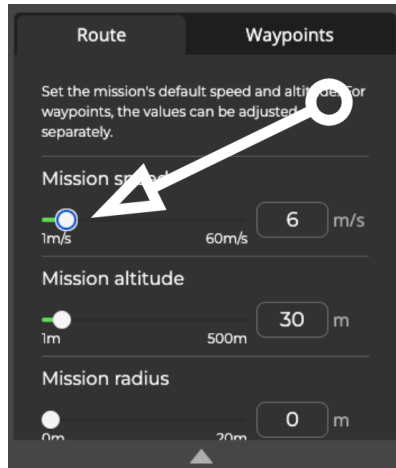 Route
Waypoints
Set the mission's default speed and altitude. For
waypoints, the values can be adjusted
separately.
Mission speed
6 m/s
1m/s 60m/s
Mission altitude
30 m
1m 500m
Mission radius
0 m
0m 20m